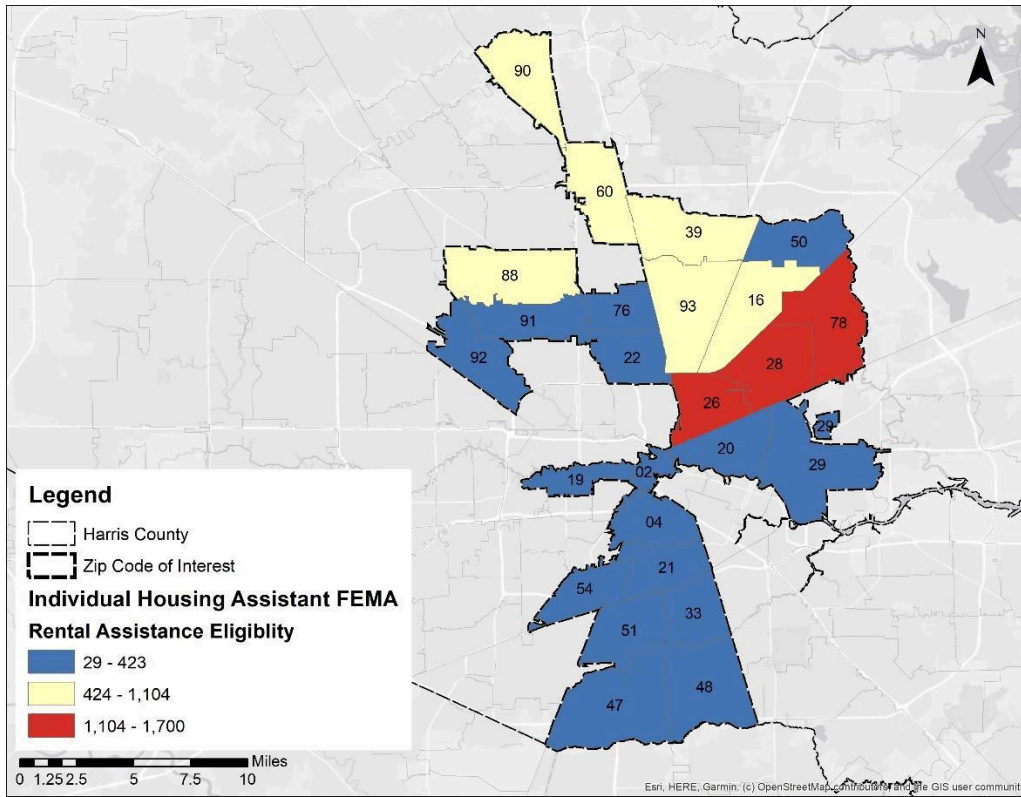 N
90
60
39
50
88
16
78
76
93
91
92
22
28
26
29
20
29
02
19
04
21
54
33
51
48
47
Legend
Harris County
Zip Code of Interest
Individual Housing Assistant FEMA
Rental Assistance Eligiblity
29 - 423
424 - 1,104
1,104 - 1,700
Miles
0 1.25 2.5 5 7.5 10
Esri, HERE, Garmin, (c) OpenStreetMap contributors, and the GIS user communit